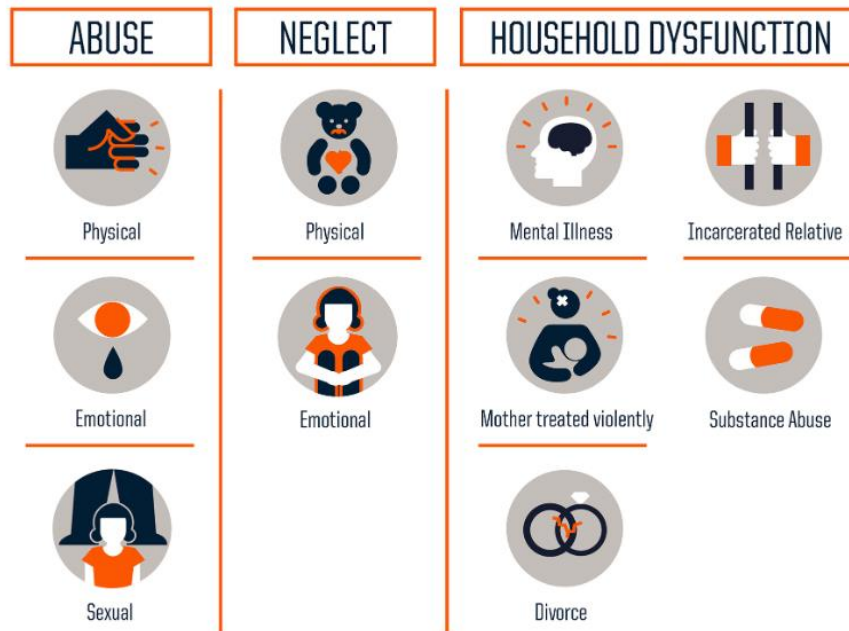 ABUSE
Physical
Emotional
Sexual
NEGLECT
Physical
Emotional
HOUSEHOLD DYSFUNCTION
Mental Illness
Incarcerated Relative
Mother treated violently
Substance Abuse
Divorce